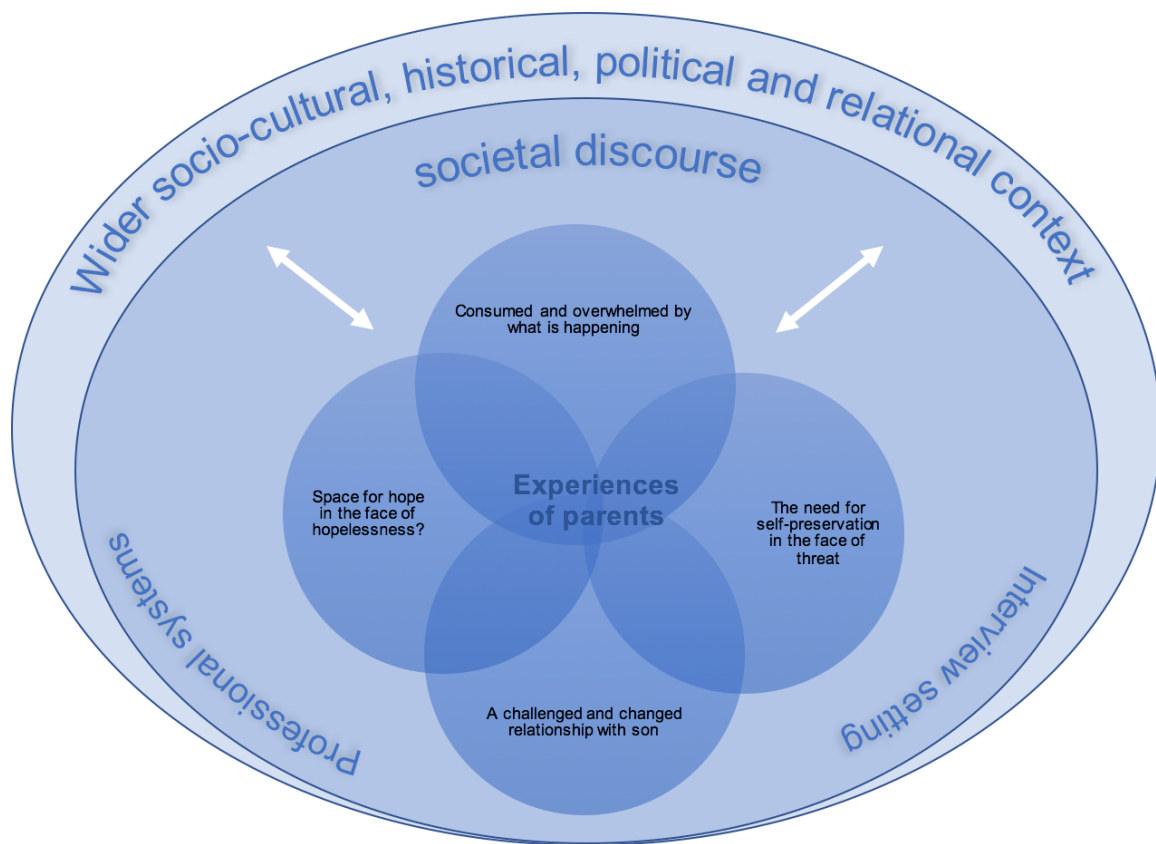 Wider socio-cultural, historical, political and relational context
societal discourse
Consumed and overwhelmed by
what is happening
Space for hope
in the face of
hopelessness?
Experiences
of parents
The need for
self-preservation
in the face of
threat
A challenged and changed
relationship with son
Professional systems
Interview setting